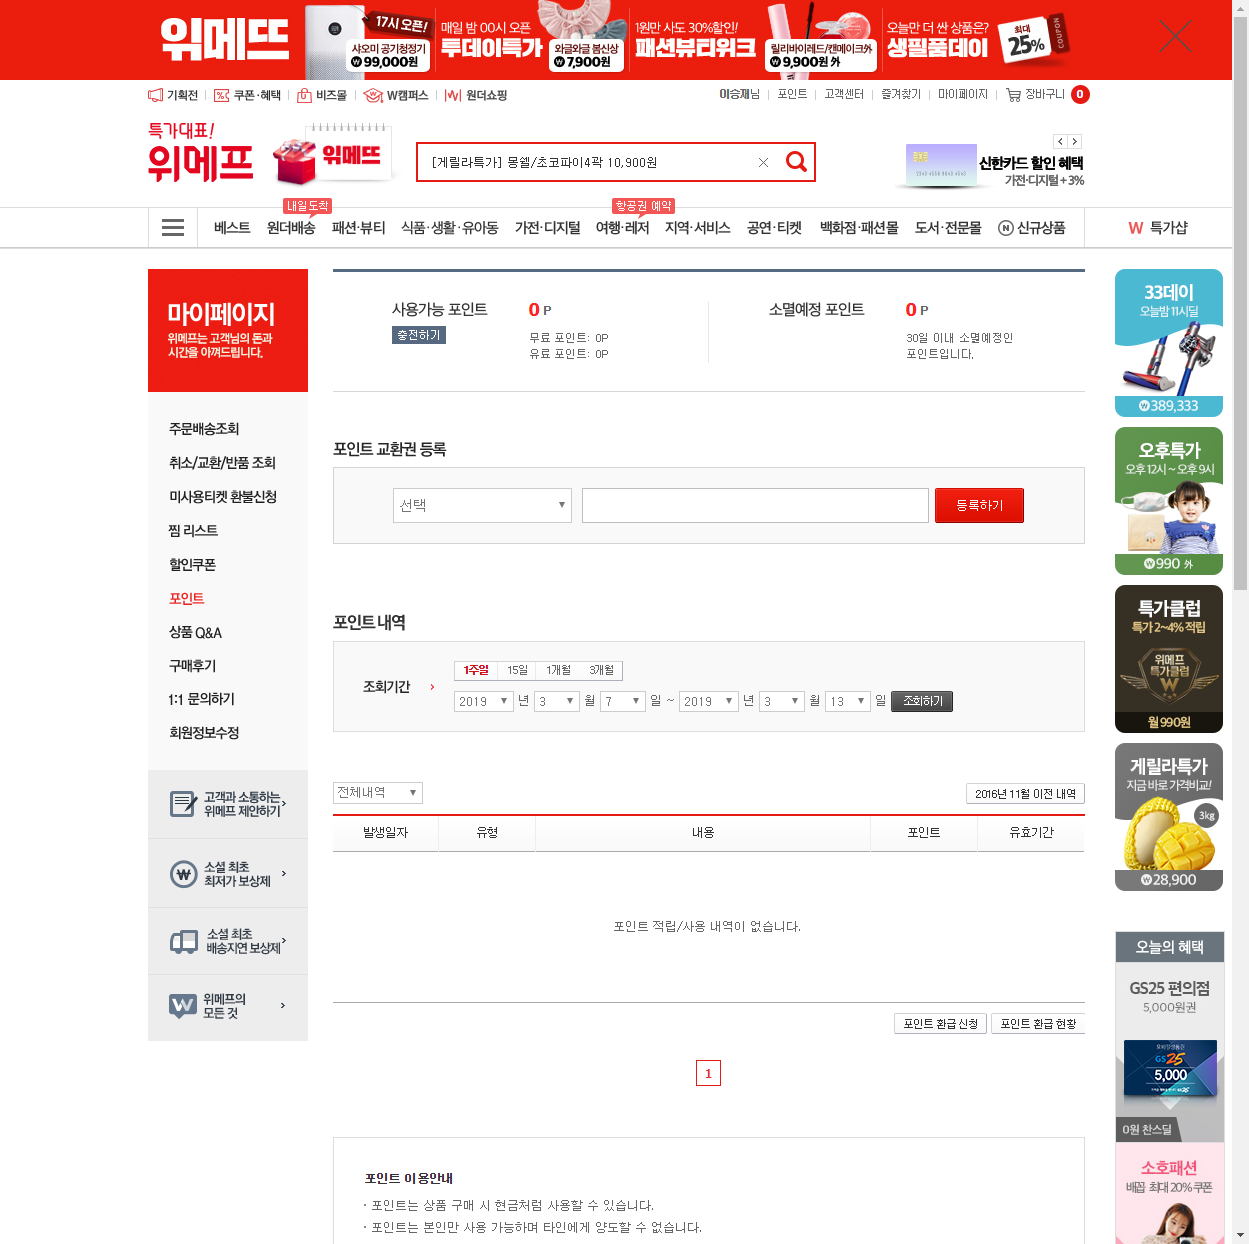 위메뜨
17시 오픈!
샤오미 공기청정기
₩99,000원
매일 밤 00시 오픈
투데이특가
와글와글 봄신상
₩7,900원
1원만 사도 30%할인!
패션뷰티위크
릴리바이레드/캔메이크外
₩9,900원 外
오늘만 더 싼 상품은?
생필품데이
최대
25%
COUPON
기획전
쿠폰·혜택
비즈몰
W캠퍼스
원더쇼핑
이승재님
포인트
고객센터
즐겨찾기
마이페이지
장바구니
0
특가대표!
위메프
위메뜨
[게릴라특가] 몽쉘/초코파이4팍 10,900원
신한카드 할인 혜택
가전·디지털 +3%
내일도착
항공권 예약
베스트
원더배송
패션·뷰티
식품·생활·유아동
가전·디지털
여행·레저
지역·서비스
공연·티켓
백화점·패션몰
도서·전문몰
N 신규상품
W 특가샵
마이페이지
위메프는 고객님의 돈과
시간을 아껴드립니다.
주문배송조회
취소/교환/반품 조회
미사용티켓 환불신청
찜 리스트
할인쿠폰
포인트
상품 Q&A
구매후기
1:1 문의하기
회원정보수정
고객과 소통하는
위메프 제안하기
소셜 최초
최저가 보상제
소셜 최초
배송지연 보상제
위메프의
모든 것
사용가능 포인트
충전하기
0 P
무료 포인트: 0P
유료 포인트: 0P
소멸예정 포인트
0 P
30일 이내 소멸예정인
포인트입니다.
포인트 교환권 등록
선택
등록하기
포인트 내역
조회기간
1주일
15일
1개월
3개월
2019 년 3 월 7 일 ~ 2019 년 3 월 13 일 조회하기
전체내역
2016년 11월 이전 내역
발생일자
유형
내용
포인트
유효기간
포인트 적립/사용 내역이 없습니다.
포인트 환급 신청
포인트 환급 현황
1
포인트 이용안내
· 포인트는 상품 구매 시 현금처럼 사용할 수 있습니다.
· 포인트는 본인만 사용 가능하며 타인에게 양도할 수 없습니다.
33데이
오늘밤 11시딜
₩389,333
오후특가
오후 12시 ~ 오후 9시
₩990 外
특가클럽
특가 2~4% 적립
위메프
특가클럽
W
월 990원
게릴라특가
지금 바로 가격비교!
3kg
₩28,900
오늘의 혜택
GS25 편의점
5,000원권
GS25
5,000
0원 찬스딜
소호패션
배꼽 최대 20% 쿠폰